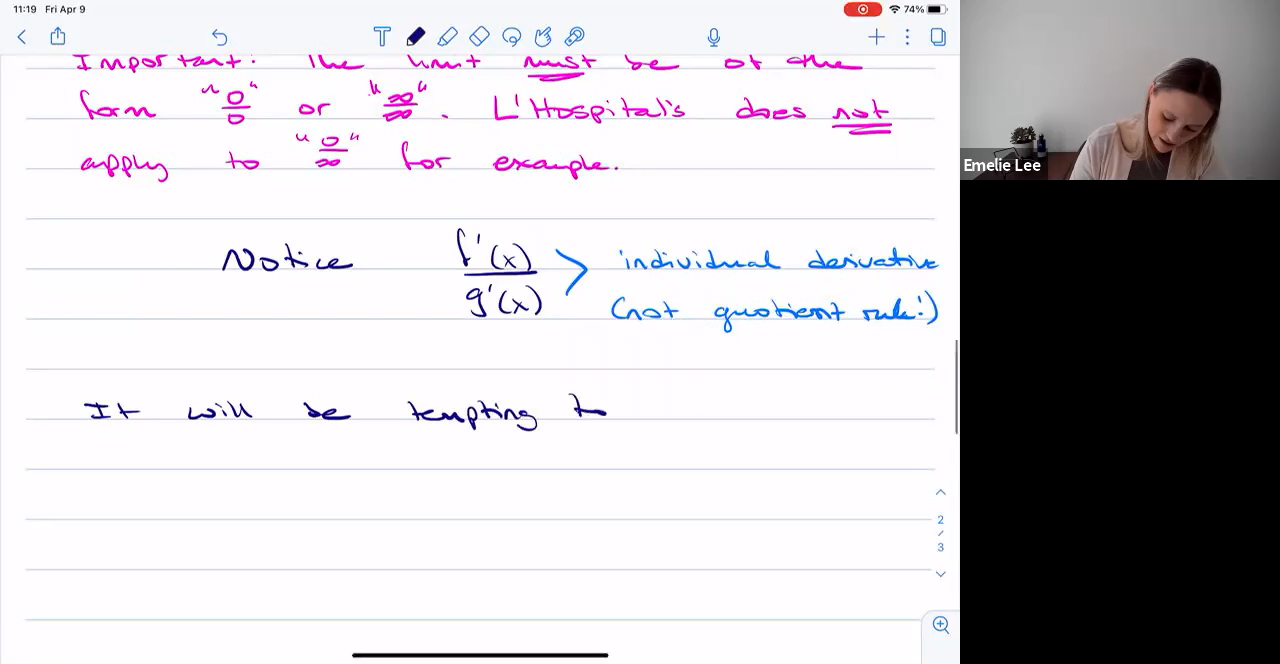 11:19 Fri Apr 9
74%
Important: The limit must be of the
form "0/0" or "∞/∞". L'Hospital's does not
apply to "0/∞" for example.
Notice f'(x)/g'(x) > individual derivative
(not quotient rule!)
It will be tempting to
2/3
Emelie Lee